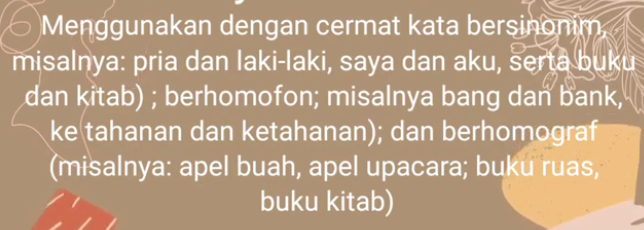 Menggunakan dengan cermat kata bersinonim,
misalnya: pria dan laki-laki, saya dan aku, serta buku
dan kitab) ; berhomofon; misalnya bang dan bank,
ke tahanan dan ketahanan); dan berhomograf
(misalnya: apel buah, apel upacara; buku ruas,
buku kitab)